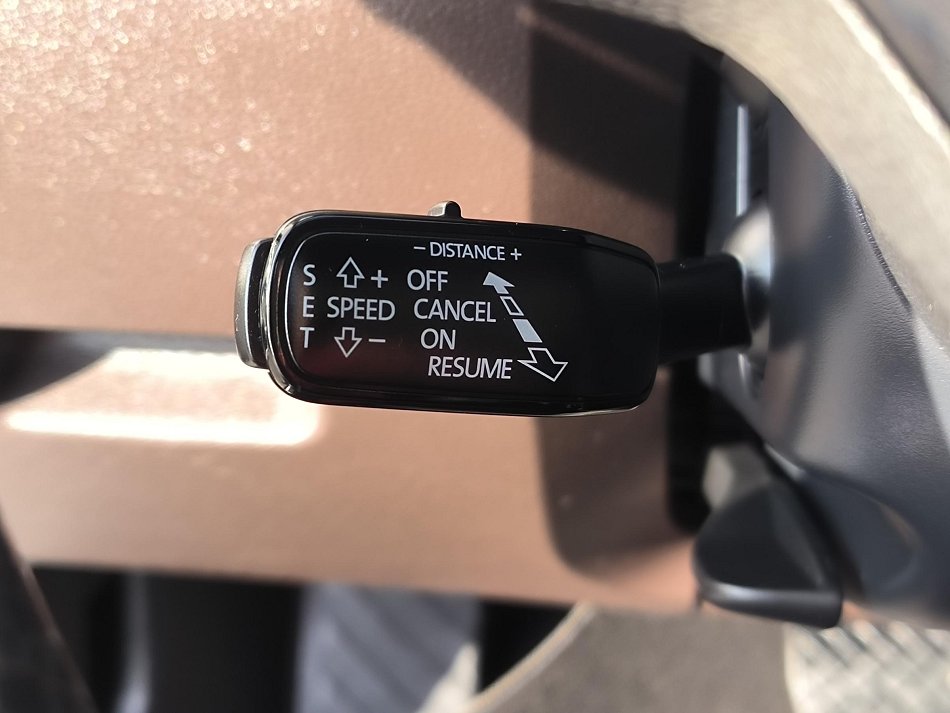 − DISTANCE +
S + OFF
E SPEED CANCEL
T − ON
RESUME